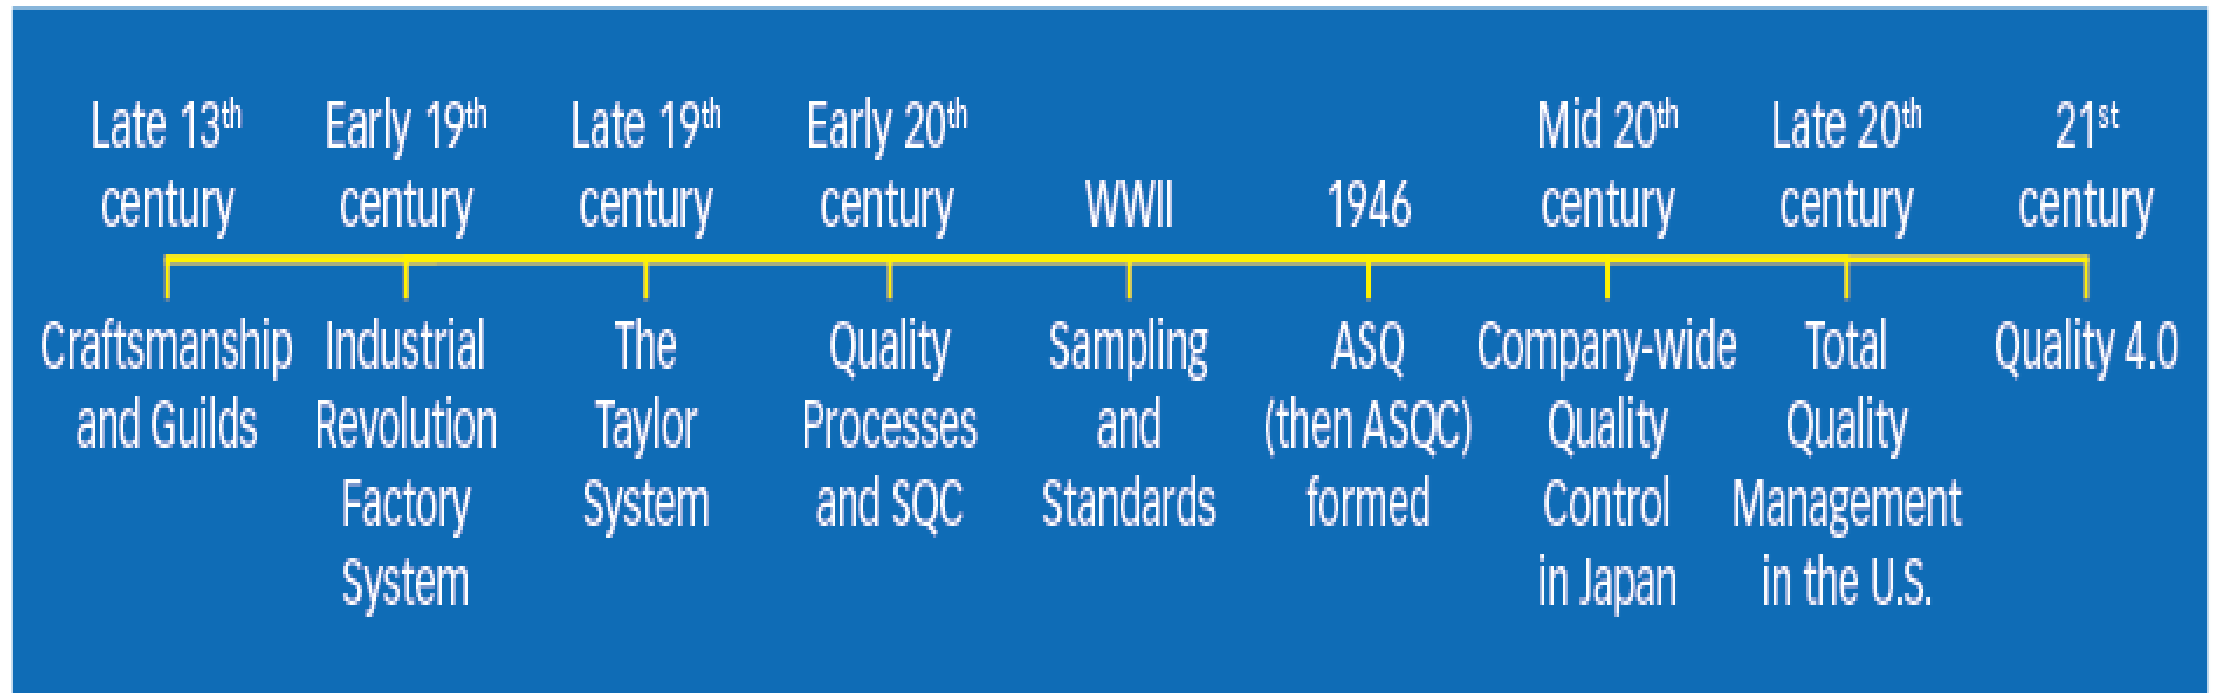 Late 13th
century
Craftsmanship
and Guilds
Early 19th
century
Industrial
Revolution
Factory
System
Late 19th
century
The
Taylor
System
Early 20th
century
Quality
Processes
and SQC
WWII
Sampling
and
Standards
1946
ASQ
(then ASQC)
formed
Mid 20th
century
Company-wide
Quality
Control
in Japan
Late 20th
century
Total
Quality
Management
in the U.S.
21st
century
Quality 4.0